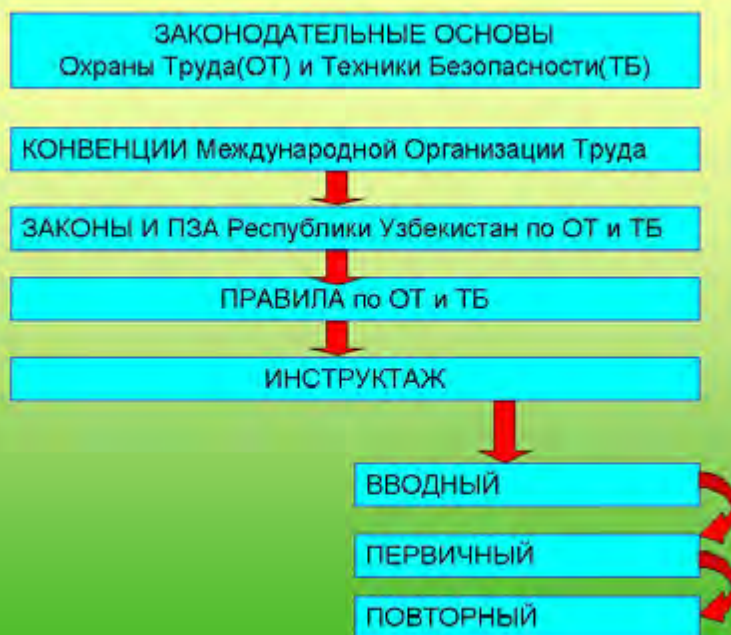 ЗАКОНОДАТЕЛЬНЫЕ ОСНОВЫ
Охраны Труда(ОТ) и Техники Безопасности(ТБ)
КОНВЕНЦИИ Международной Организации Труда
ЗАКОНЫ И ПЗА Республики Узбекистан по ОТ и ТБ
ПРАВИЛА по ОТ и ТБ
ИНСТРУКТАЖ
ВВОДНЫЙ
ПЕРВИЧНЫЙ
ПОВТОРНЫЙ